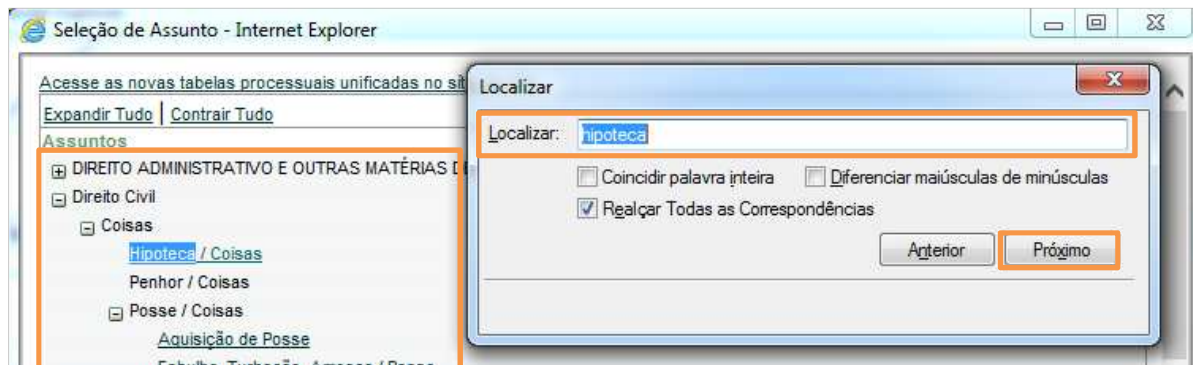 Seleção de Assunto - Internet Explorer
Acesse as novas tabelas processuais unificadas no
Expandir Tudo | Contrair Tudo
Assuntos
DIREITO ADMINISTRATIVO E OUTRAS MATÉRIAS
Direito Civil
Coisas
Hipoteca / Coisas
Penhor / Coisas
Posse / Coisas
Aquisição de Posse
Localizar
Localizar: hipoteca
Coincidir palavra inteira Diferenciar maiúsculas de minúsculas
Realçar Todas as Correspondências
Anterior Próximo